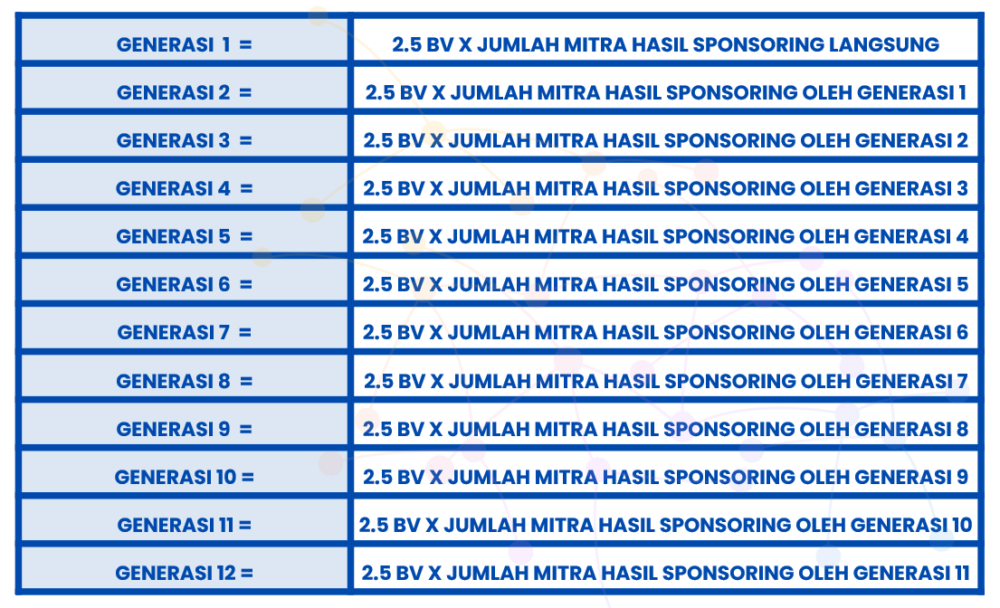 GENERASI 1 = 2.5 BV X JUMLAH MITRA HASIL SPONSORING LANGSUNG
GENERASI 2 = 2.5 BV X JUMLAH MITRA HASIL SPONSORING OLEH GENERASI 1
GENERASI 3 = 2.5 BV X JUMLAH MITRA HASIL SPONSORING OLEH GENERASI 2
GENERASI 4 = 2.5 BV X JUMLAH MITRA HASIL SPONSORING OLEH GENERASI 3
GENERASI 5 = 2.5 BV X JUMLAH MITRA HASIL SPONSORING OLEH GENERASI 4
GENERASI 6 = 2.5 BV X JUMLAH MITRA HASIL SPONSORING OLEH GENERASI 5
GENERASI 7 = 2.5 BV X JUMLAH MITRA HASIL SPONSORING OLEH GENERASI 6
GENERASI 8 = 2.5 BV X JUMLAH MITRA HASIL SPONSORING OLEH GENERASI 7
GENERASI 9 = 2.5 BV X JUMLAH MITRA HASIL SPONSORING OLEH GENERASI 8
GENERASI 10 = 2.5 BV X JUMLAH MITRA HASIL SPONSORING OLEH GENERASI 9
GENERASI 11 = 2.5 BV X JUMLAH MITRA HASIL SPONSORING OLEH GENERASI 10
GENERASI 12 = 2.5 BV X JUMLAH MITRA HASIL SPONSORING OLEH GENERASI 11